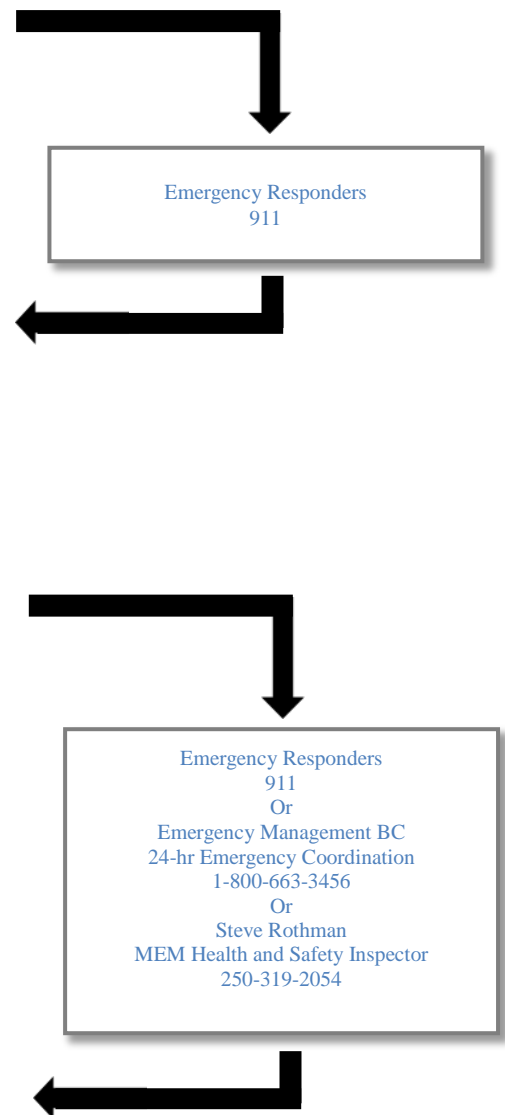 Emergency Responders
911
Emergency Responders
911
Or
Emergency Management BC
24-hr Emergency Coordination
1-800-663-3456
Or
Steve Rothman
MEM Health and Safety Inspector
250-319-2054